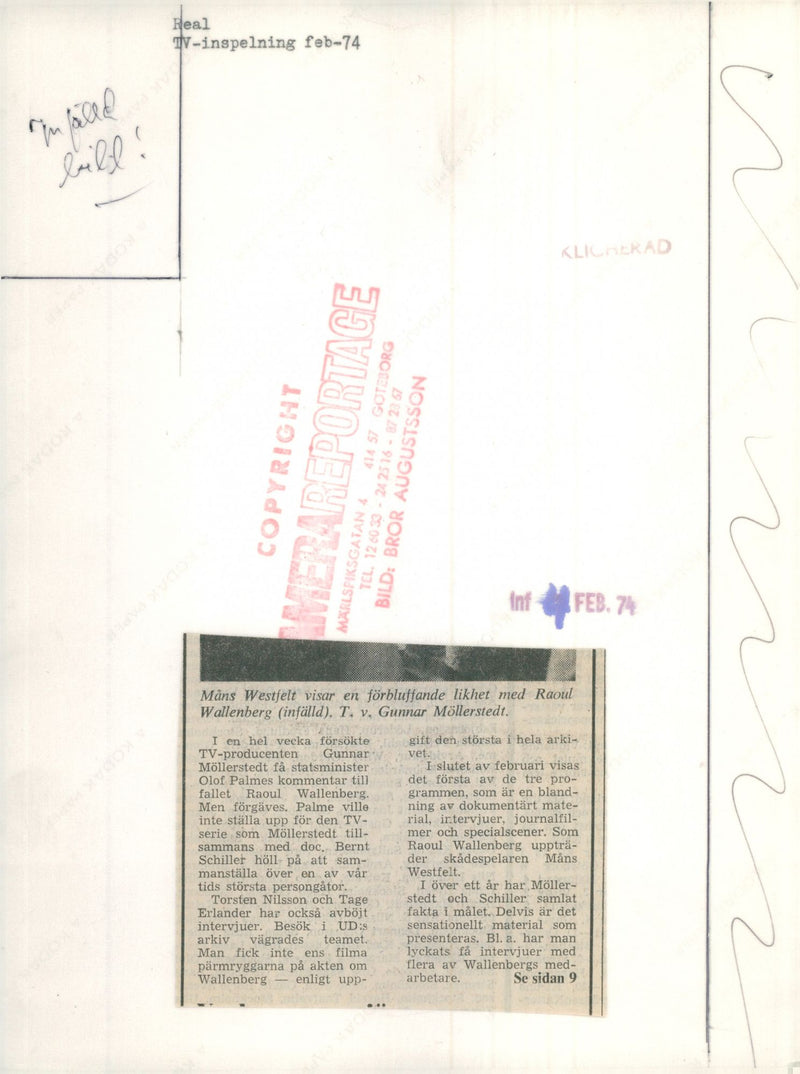 Real
TV-inspelning feb-74
infälld
bild!
KLICHERAD
COPYRIGHT
AMERAREPORTAGE
MÄRLSPIKSGATAN 4 414 57 GÖTEBORG
TEL. 12 60 33 - 24 25 16 - 87 28 67
BILD: BROR AUGUSTSSON
Inf FEB. 74
Måns Westfelt visar en förbluffande likhet med Raoul
Wallenberg (infälld). T. v. Gunnar Möllerstedt.
I en hel vecka försökte
TV-producenten Gunnar
Möllerstedt få statsminister
Olof Palmes kommentar till
fallet Raoul Wallenberg.
Men förgäves. Palme ville
inte ställa upp för den TV-
serie som Möllerstedt till-
sammans med doc. Bernt
Schiller höll på att sam-
manställa över en av vår
tids största persongåtor.
Torsten Nilsson och Tage
Erlander har också avböjt
intervjuer. Besök i UD:s
arkiv vägrades teamet.
Man fick inte ens filma
pärmryggarna på akten om
Wallenberg — enligt upp-
gift den största i hela arki-
vet.
I slutet av februari visas
det första av de tre pro-
grammen, som är en bland-
ning av dokumentärt mate-
rial, intervjuer, journalfil-
mer och specialscener. Som
Raoul Wallenberg uppträ-
der skådespelaren Måns
Westfelt.
I över ett år har Möller-
stedt och Schiller samlat
fakta i målet. Delvis är det
sensationellt material som
presenteras. Bl. a. har man
lyckats få intervjuer med
flera av Wallenbergs med-
arbetare. Se sidan 9